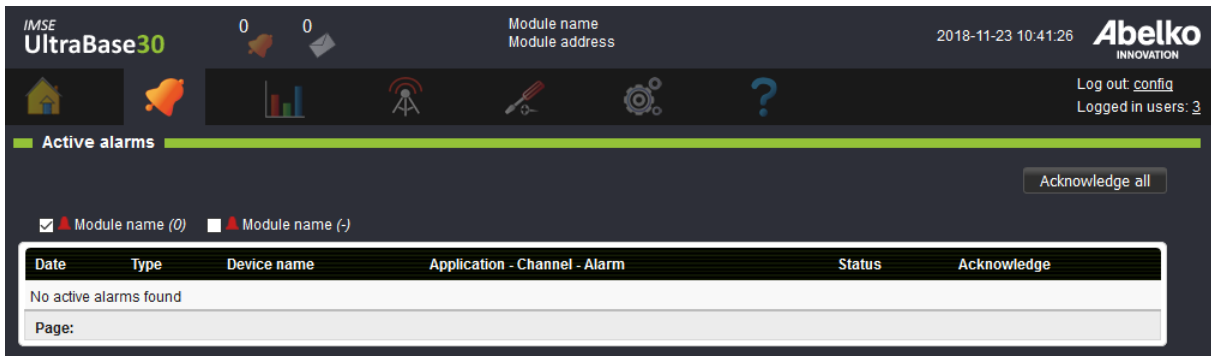 IMSE
UltraBase30
0
0
Module name
Module address
2018-11-23 10:41:26
Abelko
INNOVATION
Log out: config
Logged in users: 3
Active alarms
Acknowledge all
Module name (0)
Module name (-)
Date Type Device name Application - Channel - Alarm Status Acknowledge
No active alarms found
Page: